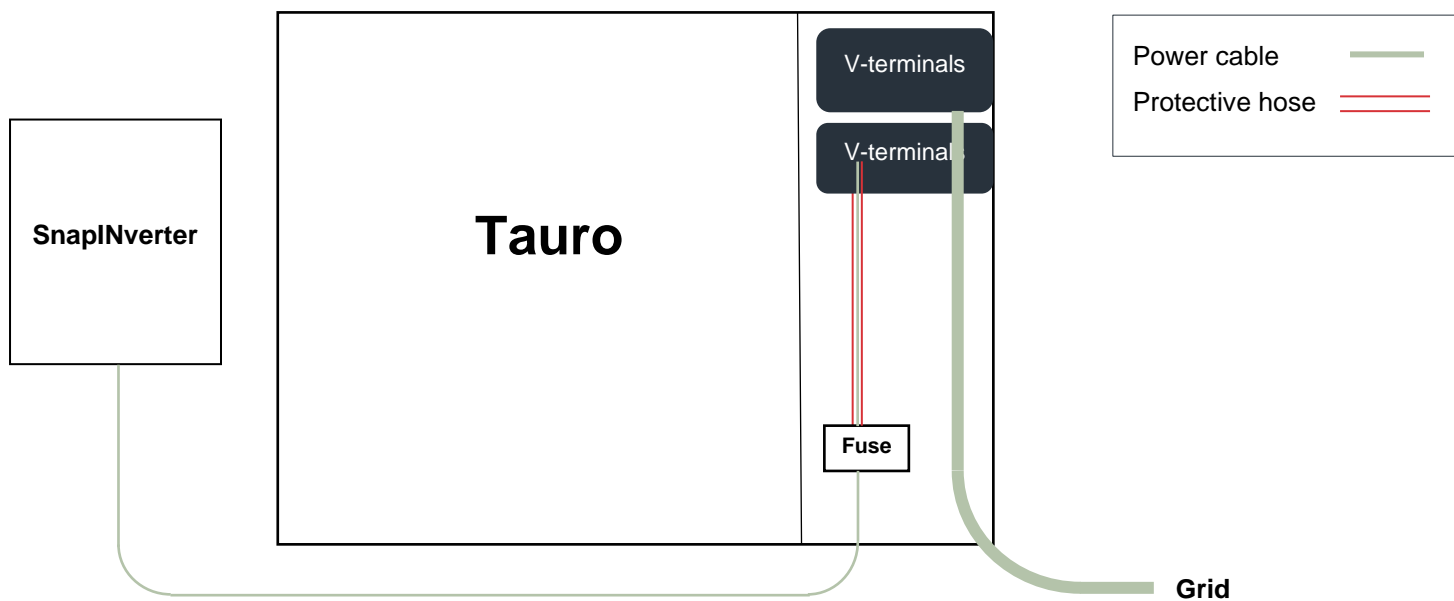 V-terminals
Power cable
Protective hose
V-terminals
SnapINverter
Tauro
Fuse
Grid